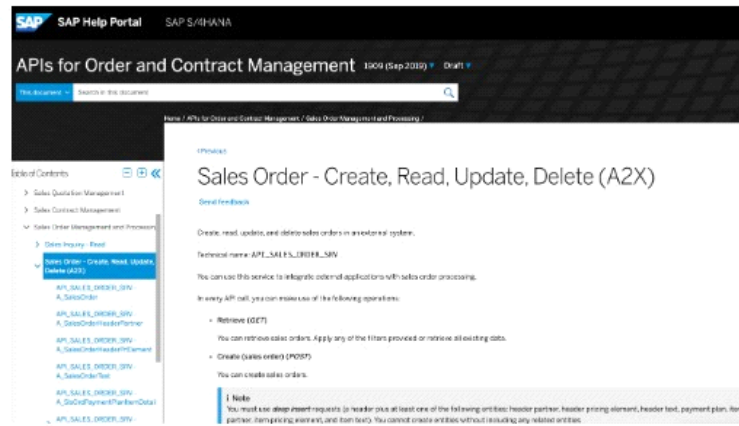 SAP SAP Help Portal SAP S/4HANA
APIs for Order and Contract Management 1909 (Sep 2019) Draft
This document Search in this document
Home / APIs for Order and Contract Management / Sales Order Management and Processing /
Previous
Table of Contents
Sales Order - Create, Read, Update, Delete (A2X)
Send feedback
Sales Quotation Management
Sales Contract Management
Sales Order Management and Processing
Sales Inquiry - Read
Sales Order - Create, Read, Update,
Delete (A2X)
API_SALES_ORDER_SRV -
A_SalesOrder
API_SALES_ORDER_SRV -
A_SalesOrderHeaderPartner
API_SALES_ORDER_SRV -
A_SalesOrderHeaderPrElement
API_SALES_ORDER_SRV -
A_SalesOrderText
API_SALES_ORDER_SRV -
A_SlsOrdPaymentPlanItemDetai
API_SALES_ORDER_SRV -
Create, read, update, and delete sales orders in an external system.
Technical name: API_SALES_ORDER_SRV
You can use this service to integrate external applications with sales order processing.
In every API call, you can make use of the following operations:
• Retrieve (GET)
You can retrieve sales orders. Apply any of the filters provided or retrieve all existing data.
• Create (sales order) (POST)
You can create sales orders.
i Note
You must use deep insert requests (a header plus at least one of the following entities: header partner, header pricing element, header text, payment plan, ite
partner, item pricing element, and item text). You cannot create entities without including any related entities